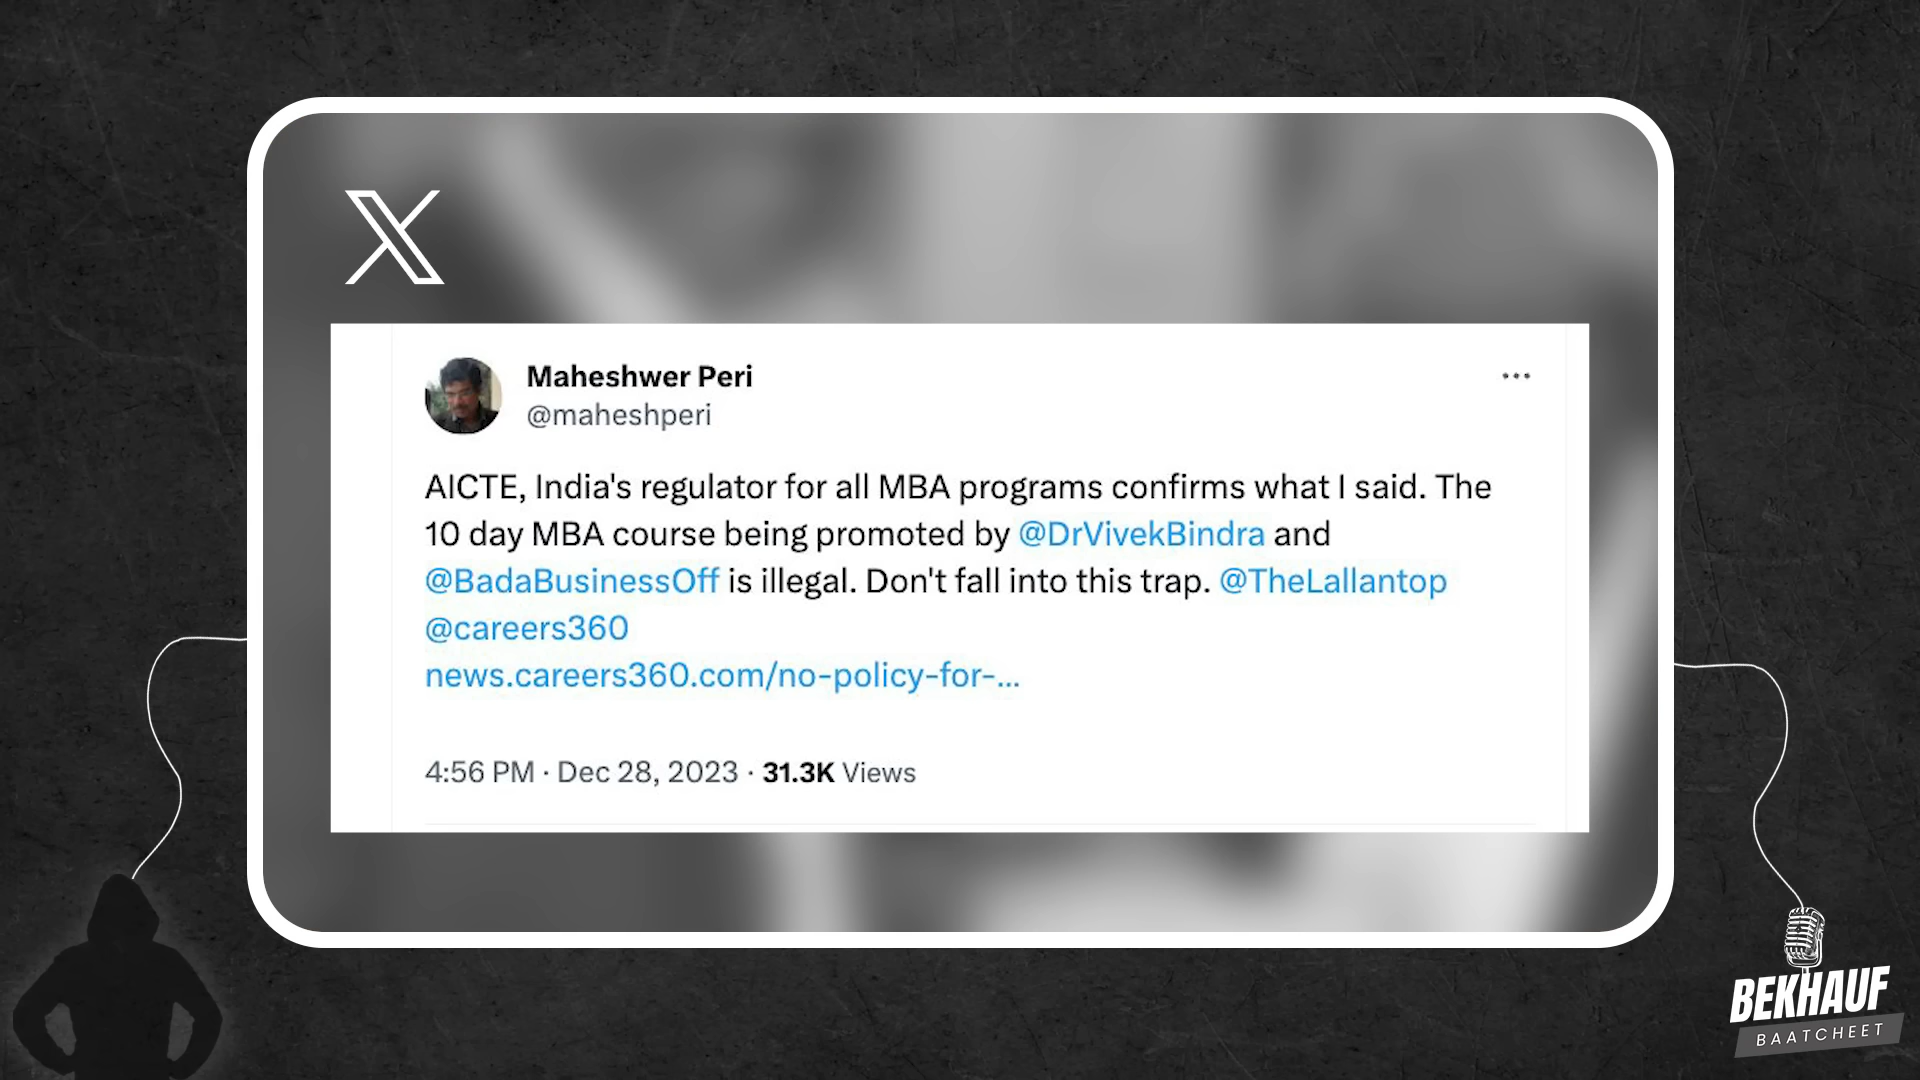 Maheshwer Peri
@maheshperi
AICTE, India's regulator for all MBA programs confirms what I said. The
10 day MBA course being promoted by @DrVivekBindra and
@BadaBusinessOff is illegal. Don't fall into this trap. @TheLallantop
@careers360
news.careers360.com/no-policy-for-...
4:56 PM · Dec 28, 2023 · 31.3K Views
BEKHAUF
BAATCHEET